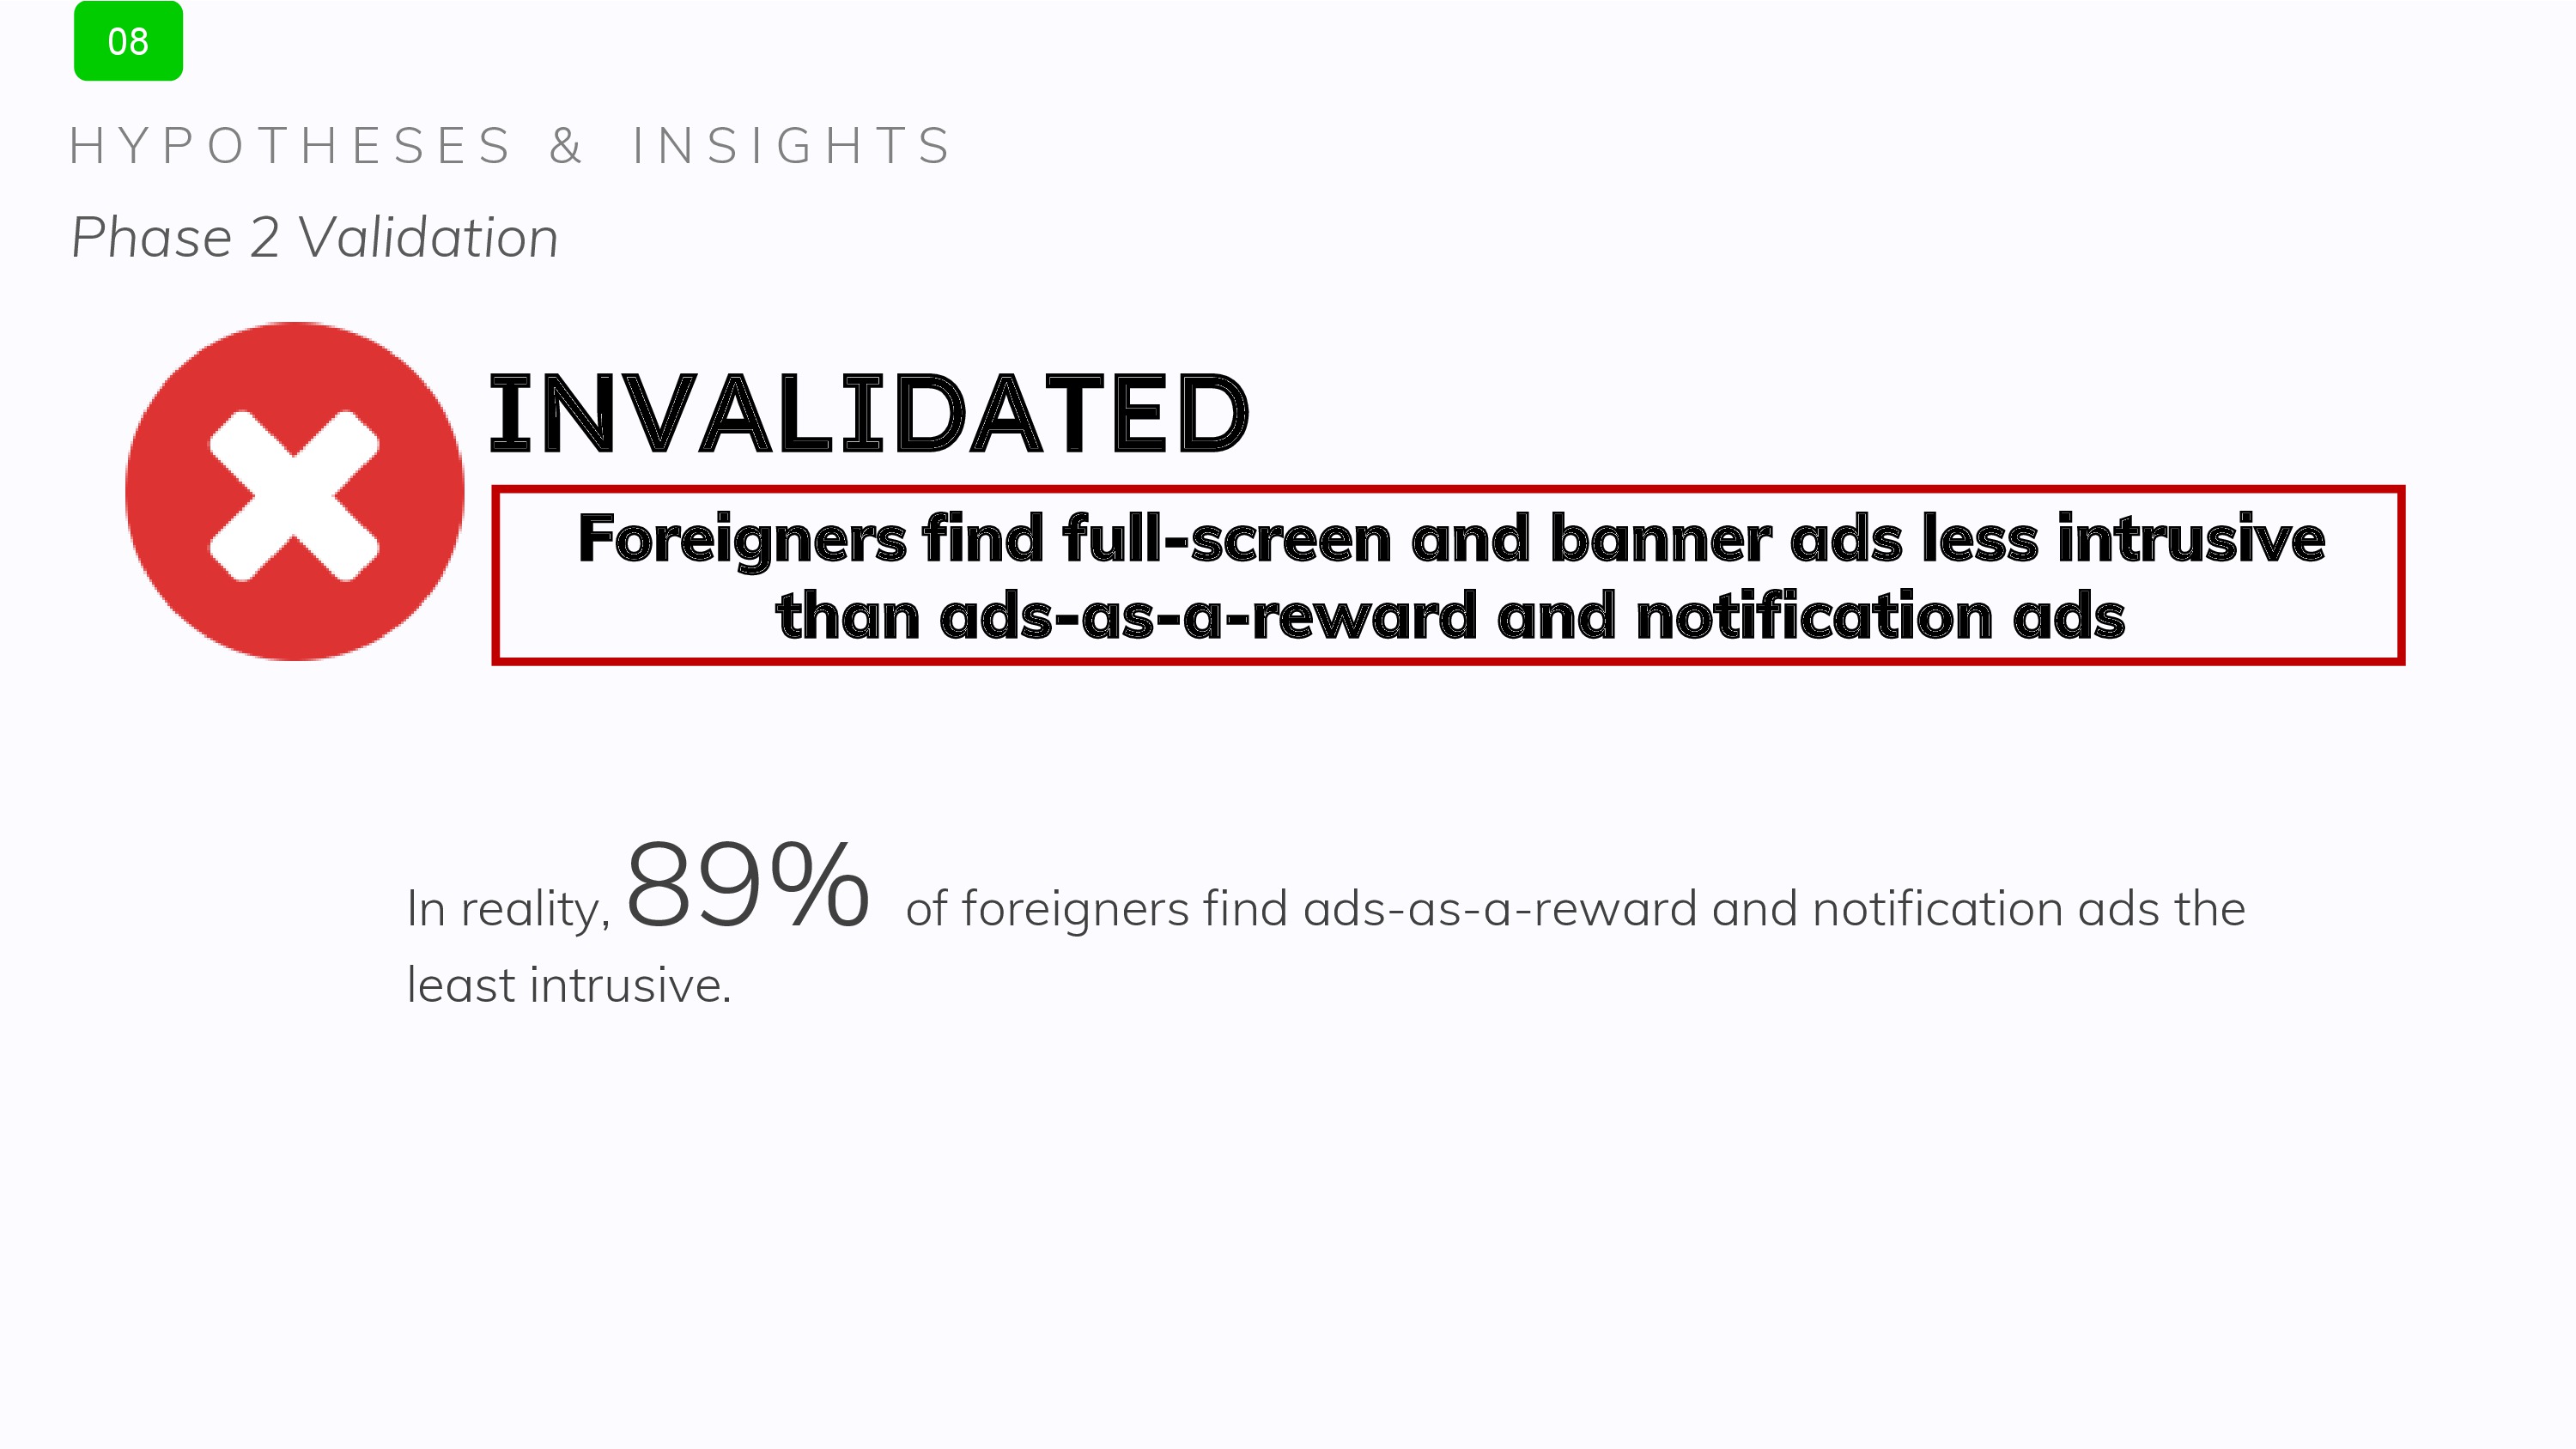 08
HYPOTHESES & INSIGHTS
Phase 2 Validation
INVALIDATED
Foreigners find full-screen and banner ads less intrusive
than ads-as-a-reward and notification ads
In reality, 89% of foreigners find ads-as-a-reward and notification ads the
least intrusive.